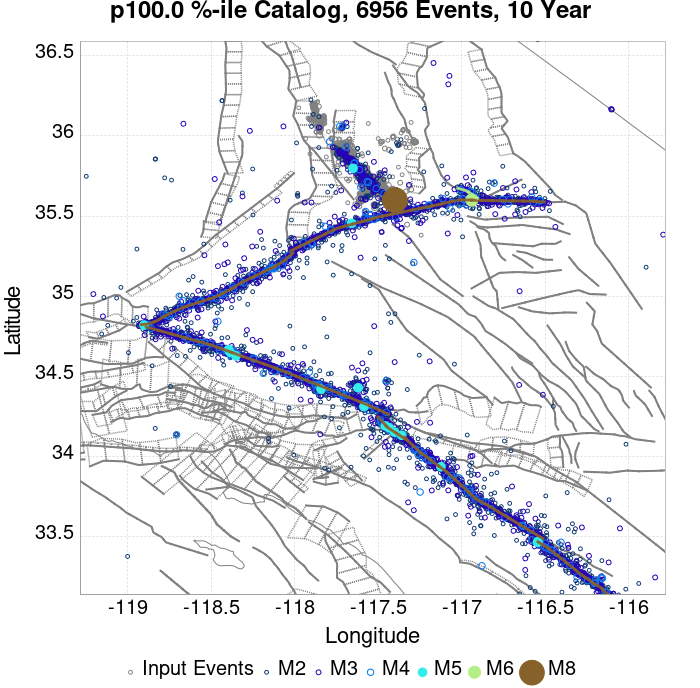 p100.0 %-ile Catalog, 6956 Events, 10 Year
36.5
36
35.5
35
34.5
34
33.5
Latitude
-119 -118.5 -118 -117.5 -117 -116.5 -116
Longitude
Input Events M2 M3 M4 M5 M6 M8